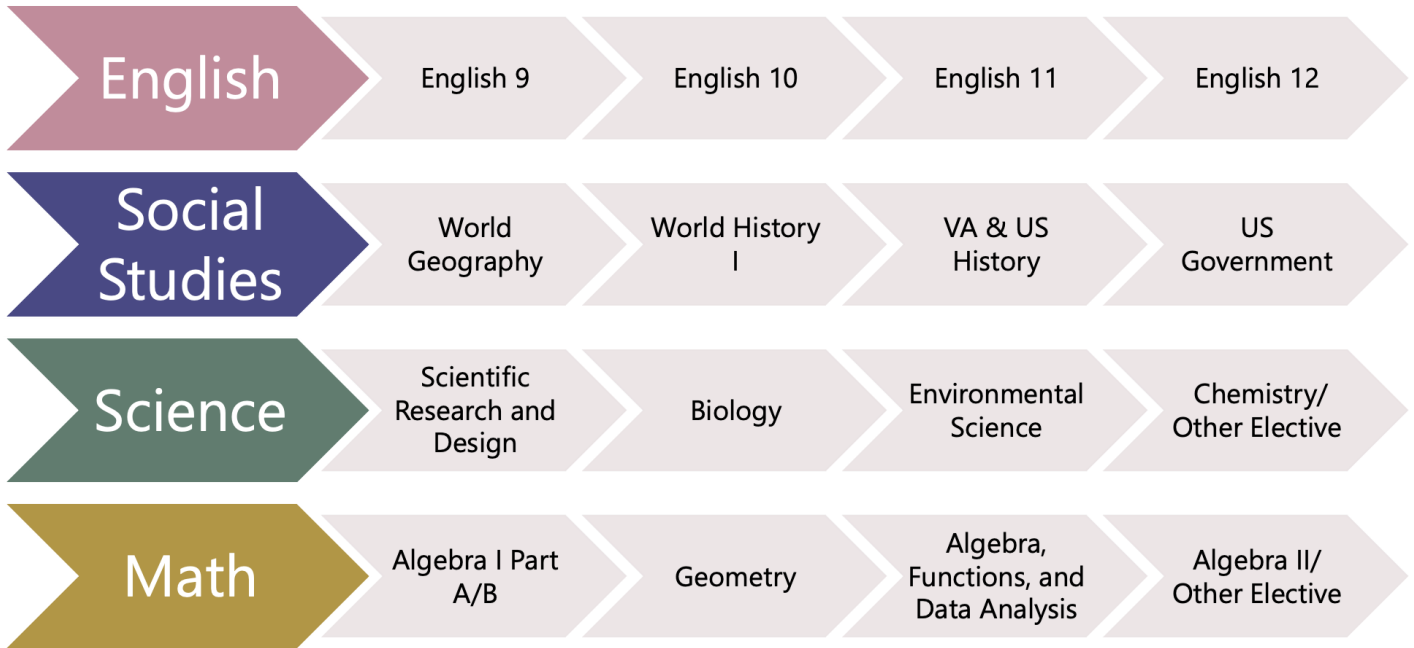 English
English 9
English 10
English 11
English 12
Social
Studies
World
Geography
World History
I
VA & US
History
US
Government
Science
Scientific
Research and
Design
Biology
Environmental
Science
Chemistry/
Other Elective
Math
Algebra I Part
A/B
Geometry
Algebra,
Functions, and
Data Analysis
Algebra II/
Other Elective